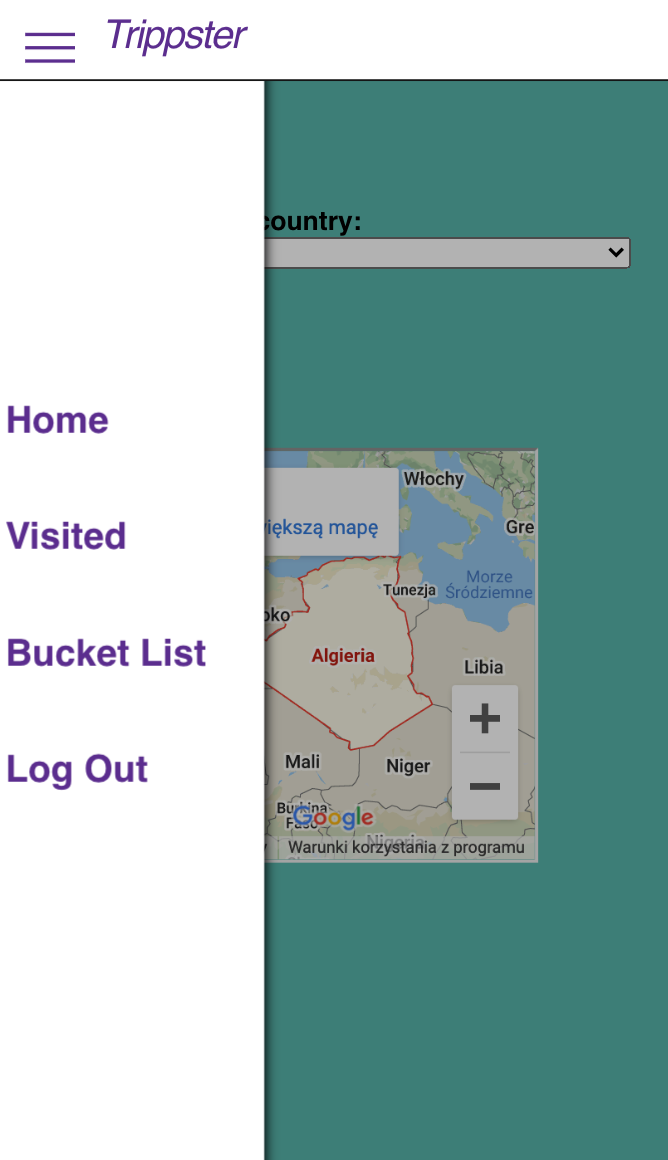 Trippster
country:
Home
Visited
Bucket List
Log Out
Włochy
iększą mapę
Gre
Morze
Śródziemne
Tunezja
oko
Algieria
Libia
Mali
Niger
Burkina
Faso
Google
Nigeria
Warunki korzystania z programu